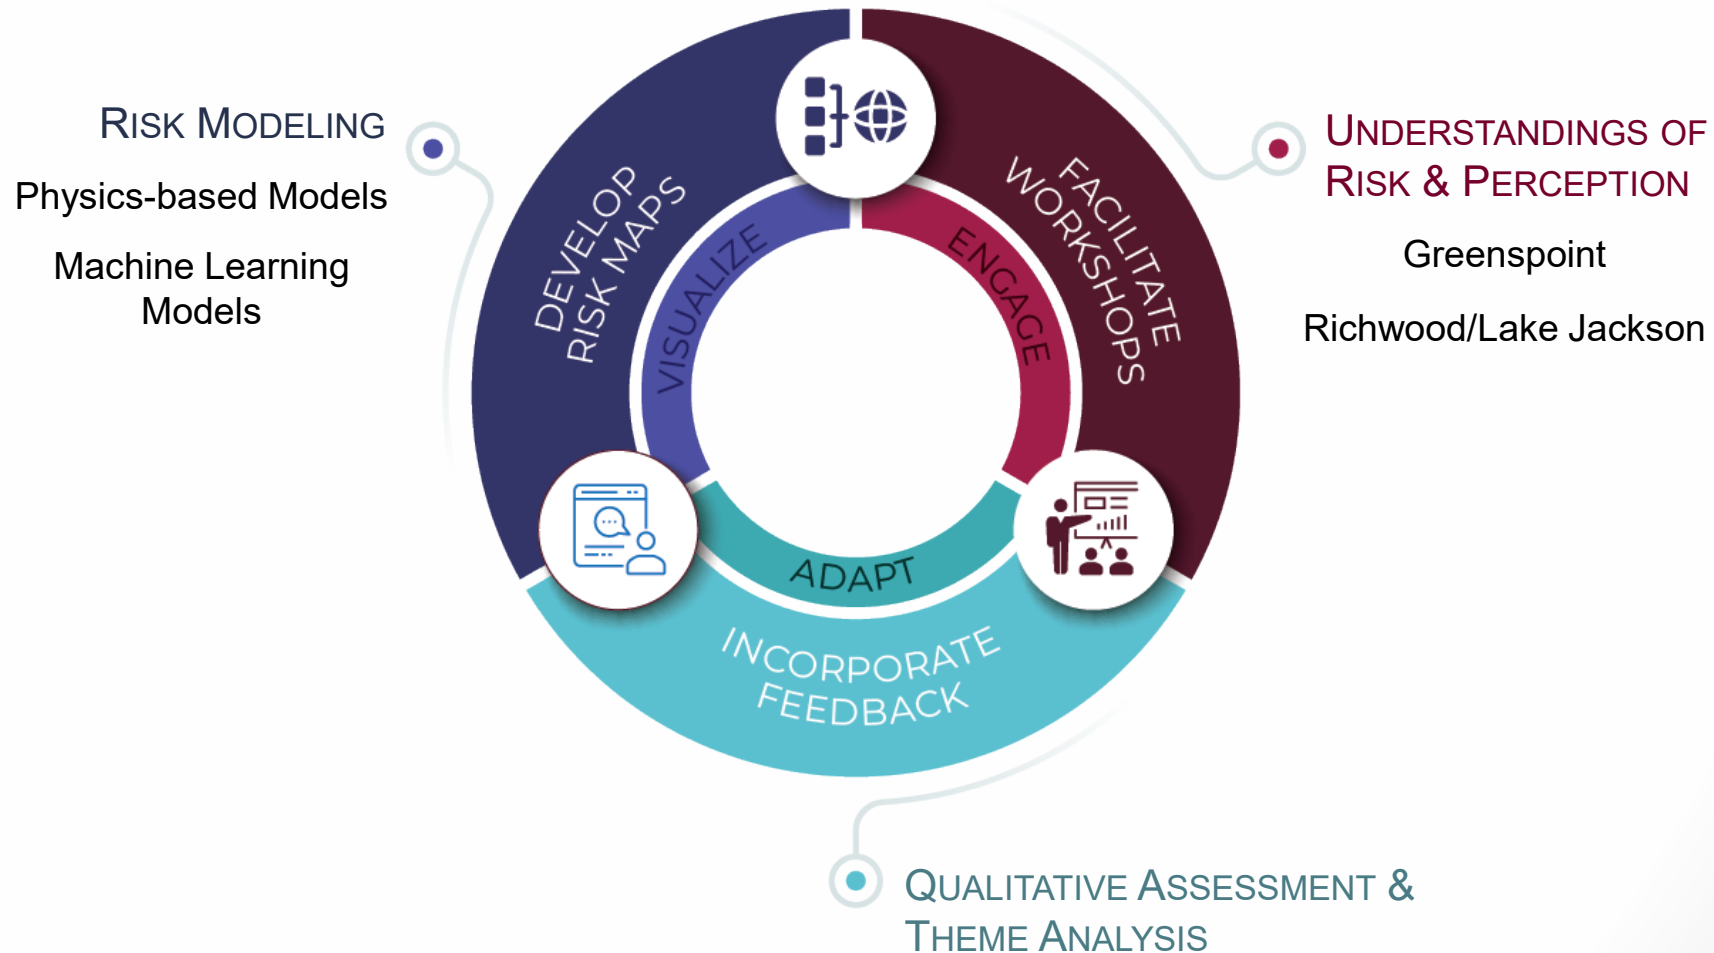 RISK MODELING
Physics-based Models
Machine Learning
Models
DEVELOP
RISK MAPS
VISUALIZE
ENGAGE
FACILITATE
WORKSHOPS
UNDERSTANDINGS OF
RISK & PERCEPTION
Greenspoint
Richwood/Lake Jackson
ADAPT
INCORPORATE
FEEDBACK
QUALITATIVE ASSESSMENT &
THEME ANALYSIS